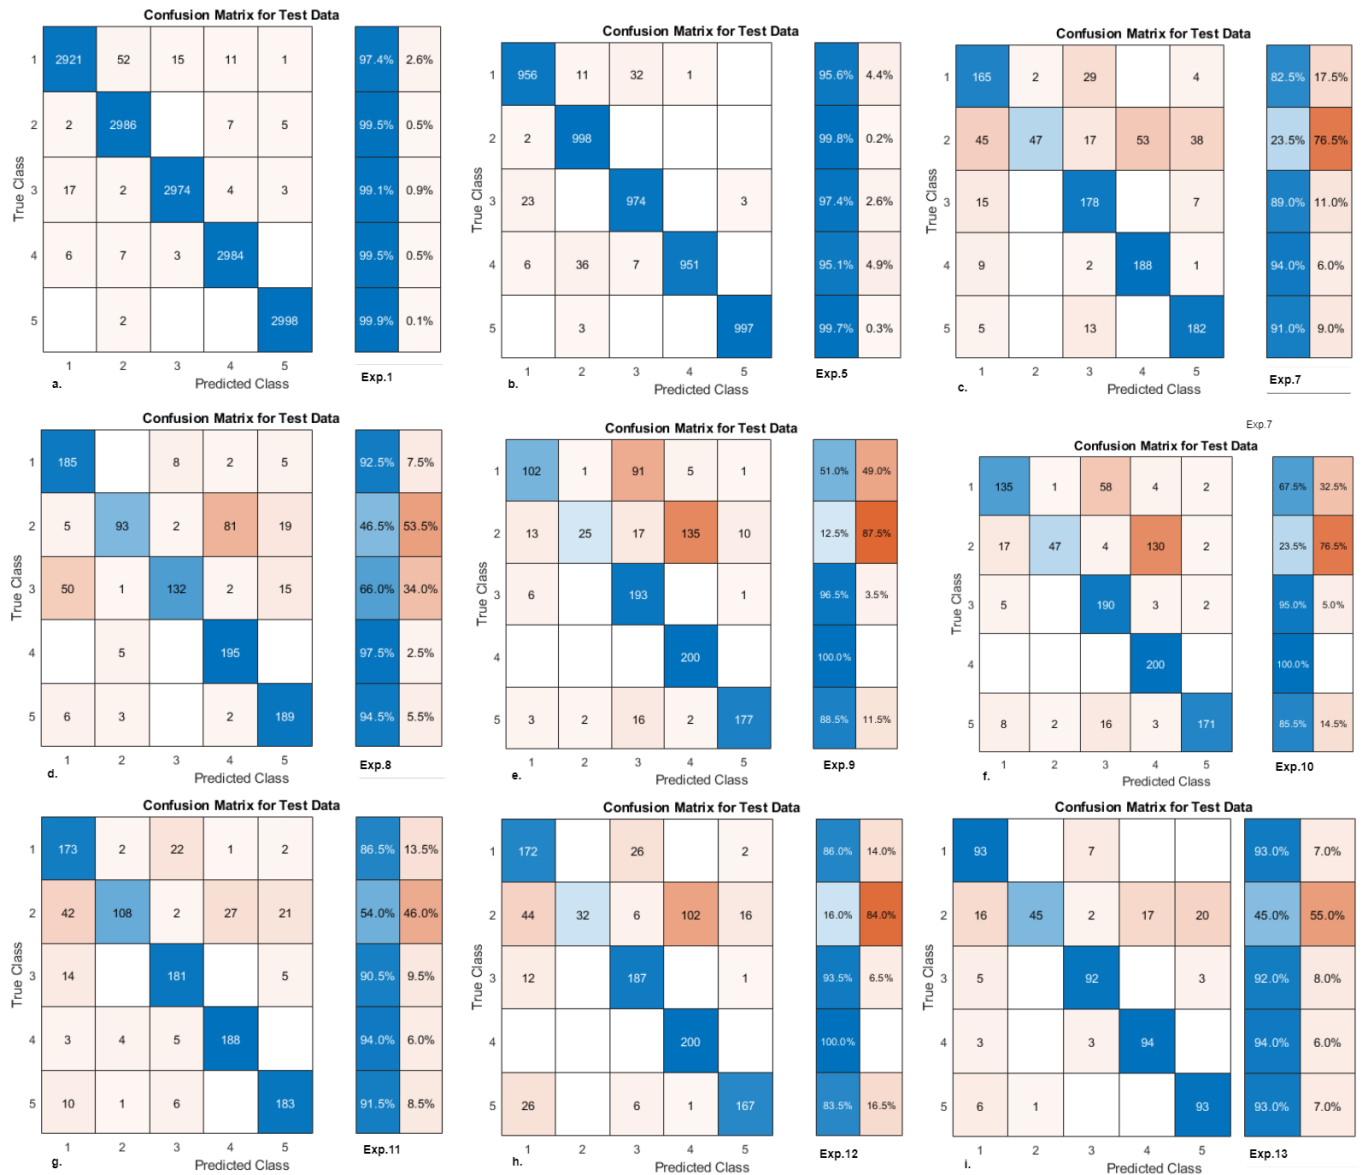 Confusion Matrix for Test Data
1 2921 52 15 11 1 97.4% 2.6%
2 2 2986 7 5 99.5% 0.5%
3 17 2 2974 4 3 99.1% 0.9%
4 6 7 3 2984 99.5% 0.5%
5 2 2998 99.9% 0.1%
True Class
1 2 3 4 5
Predicted Class
a.
Exp.1
Confusion Matrix for Test Data
1 956 11 32 1 95.6% 4.4%
2 2 998 99.8% 0.2%
3 23 974 3 97.4% 2.6%
4 6 36 7 951 95.1% 4.9%
5 3 997 99.7% 0.3%
True Class
1 2 3 4 5
Predicted Class
b.
Exp.5
Confusion Matrix for Test Data
1 165 2 29 4 82.5% 17.5%
2 45 47 17 53 38 23.5% 76.5%
3 15 178 7 89.0% 11.0%
4 9 2 188 1 94.0% 6.0%
5 5 13 182 91.0% 9.0%
True Class
1 2 3 4 5
Predicted Class
c.
Exp.7
Confusion Matrix for Test Data
1 185 8 2 5 92.5% 7.5%
2 5 93 2 81 19 46.5% 53.5%
3 50 1 132 2 15 66.0% 34.0%
4 5 195 97.5% 2.5%
5 6 3 2 189 94.5% 5.5%
True Class
1 2 3 4 5
Predicted Class
d.
Exp.8
Confusion Matrix for Test Data
1 102 1 91 5 1 51.0% 49.0%
2 13 25 17 135 10 12.5% 87.5%
3 6 193 1 96.5% 3.5%
4 200 100.0%
5 3 2 16 2 177 88.5% 11.5%
True Class
1 2 3 4 5
Predicted Class
e.
Exp.9
Exp.7
Confusion Matrix for Test Data
1 135 1 58 4 2 67.5% 32.5%
2 17 47 4 130 2 23.5% 76.5%
3 5 190 3 2 95.0% 5.0%
4 200 100.0%
5 8 2 16 3 171 85.5% 14.5%
True Class
1 2 3 4 5
Predicted Class
f.
Exp.10
Confusion Matrix for Test Data
1 173 2 22 1 2 86.5% 13.5%
2 42 108 2 27 21 54.0% 46.0%
3 14 181 5 90.5% 9.5%
4 3 4 5 188 94.0% 6.0%
5 10 1 6 183 91.5% 8.5%
True Class
1 2 3 4 5
Predicted Class
g.
Exp.11
Confusion Matrix for Test Data
1 172 26 2 86.0% 14.0%
2 44 32 6 102 16 16.0% 84.0%
3 12 187 1 93.5% 6.5%
4 200 100.0%
5 26 6 1 167 83.5% 16.5%
True Class
1 2 3 4 5
Predicted Class
h.
Exp.12
Confusion Matrix for Test Data
1 93 7 93.0% 7.0%
2 16 45 2 17 20 45.0% 55.0%
3 5 92 3 92.0% 8.0%
4 3 3 94 94.0% 6.0%
5 6 1 93 93.0% 7.0%
True Class
1 2 3 4 5
Predicted Class
i.
Exp.13